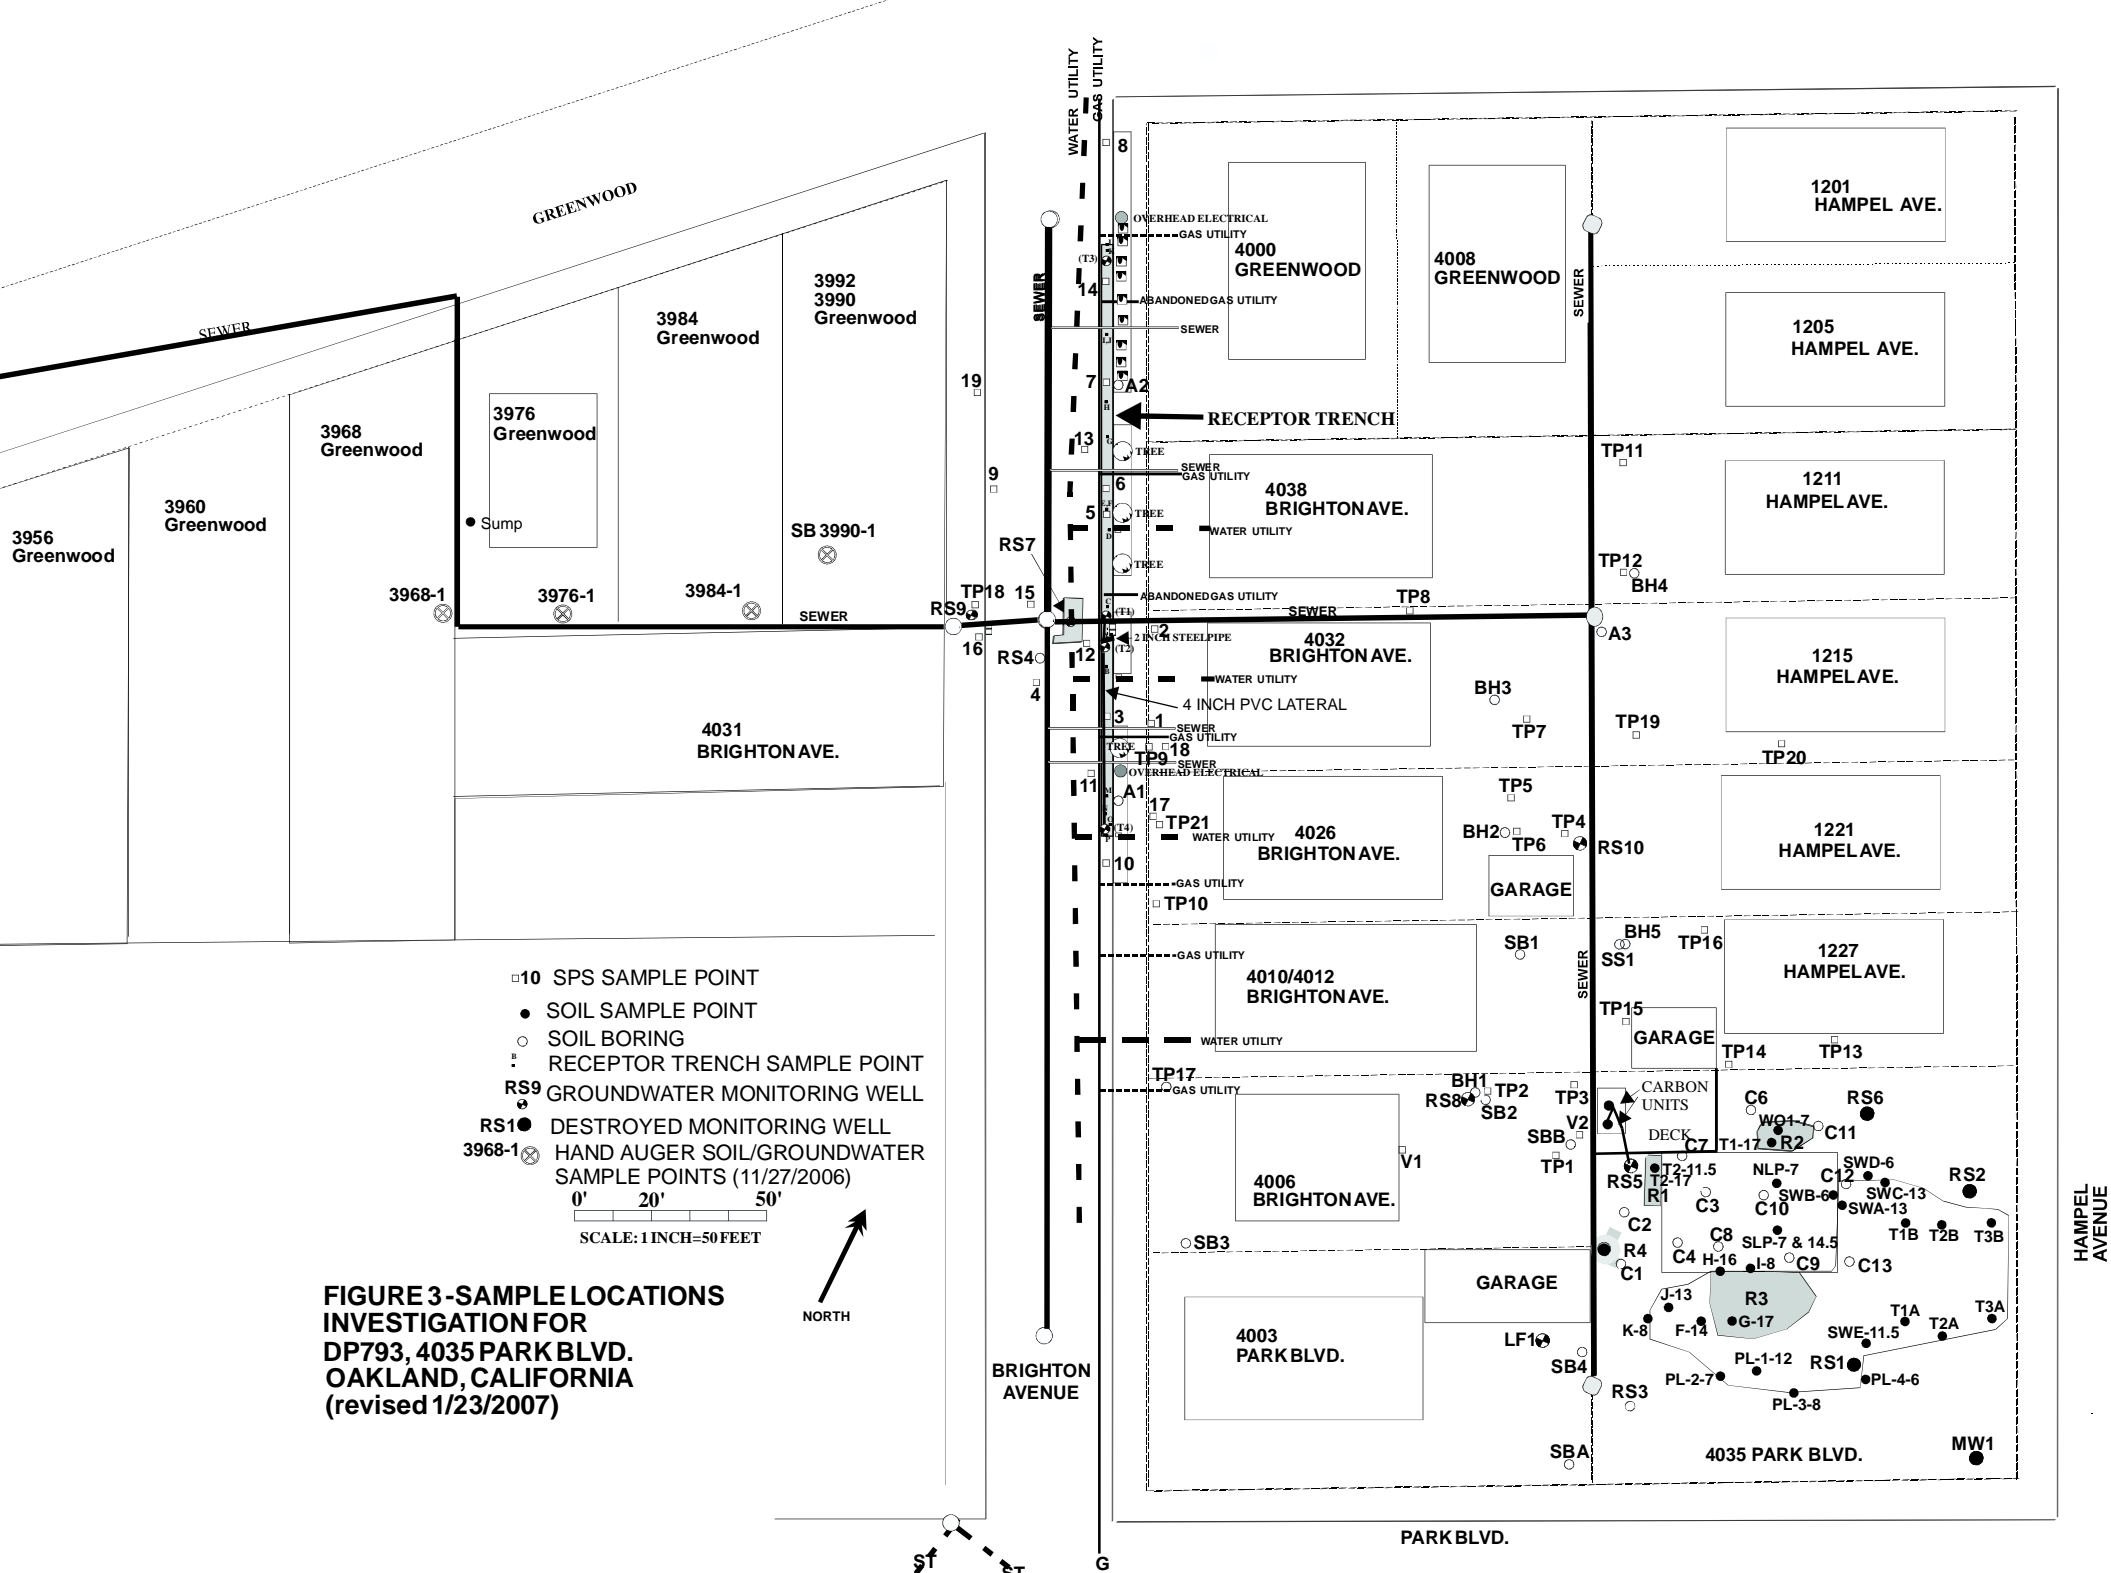 WATER UTILITY
GAS UTILITY
8
GREENWOOD
OVERHEAD ELECTRICAL
GAS UTILITY
(T3)
14
ABANDONED GAS UTILITY
SEWER
SEWER
SEWER
SEWER
4000
GREENWOOD
4008
GREENWOOD
1201
HAMPEL AVE.
1205
HAMPEL AVE.
3992
3990
Greenwood
3984
Greenwood
3976
Greenwood
3968
Greenwood
3960
Greenwood
3956
Greenwood
Sump
19
7
A2
H
RECEPTOR TRENCH
13
G
TREE
SEWER
GAS UTILITY
9
6
5
TREE
D
WATER UTILITY
TREE
4038
BRIGHTON AVE.
TP11
1211
HAMPEL AVE.
TP12
BH4
SB 3990-1
RS7
3968-1
3976-1
3984-1
SEWER
RS9
TP18
15
16
RS4
4
C
ABANDONED GAS UTILITY
(T1)
2
2 INCH STEEL PIPE
12
(T2)
B
WATER UTILITY
4 INCH PVC LATERAL
3
1
SEWER
GAS UTILITY
TREE
TP9
18
SEWER
OVERHEAD ELECTRICAL
SEWER
TP8
4032
BRIGHTON AVE.
A3
1215
HAMPEL AVE.
BH3
TP7
TP19
TP20
4031
BRIGHTON AVE.
11
M
A1
17
TP21
(T4)
WATER UTILITY
10
GAS UTILITY
TP10
4026
BRIGHTON AVE.
TP5
BH2
TP6
TP4
RS10
GARAGE
1221
HAMPEL AVE.
GAS UTILITY
4010/4012
BRIGHTON AVE.
SB1
BH5
SS1
TP16
1227
HAMPEL AVE.
SEWER
TP15
GARAGE
TP14
TP13
WATER UTILITY
TP17
GAS UTILITY
BH1
RS8
TP2
SB2
TP3
V2
SBB
TP1
V1
4006
BRIGHTON AVE.
CARBON
UNITS
DECK
C6
WO1-7
RS6
C11
R2
C7
T1-17
RS5
T2-11.5
T2-17
R1
NLP-7
C12
SWD-6
RS2
SWB-6
SWC-13
SWA-13
C3
C10
C2
T1B
T2B
T3B
SLP-7 & 14.5
R4
C4
C8
H-16
I-8
C9
C13
C1
SB3
GARAGE
J-13
R3
K-8
F-14
G-17
T1A
T2A
T3A
SWE-11.5
RS1
PL-1-12
PL-2-7
PL-4-6
PL-3-8
4003
PARK BLVD.
LF1
SB4
RS3
SBA
4035 PARK BLVD.
MW1
HAMPEL
AVENUE
10 SPS SAMPLE POINT
SOIL SAMPLE POINT
SOIL BORING
B RECEPTOR TRENCH SAMPLE POINT
RS9 GROUNDWATER MONITORING WELL
RS1 DESTROYED MONITORING WELL
3968-1 HAND AUGER SOIL/GROUNDWATER
SAMPLE POINTS (11/27/2006)
0' 20' 50'
SCALE: 1 INCH=50 FEET
NORTH
FIGURE 3 - SAMPLE LOCATIONS
INVESTIGATION FOR
DP793, 4035 PARK BLVD.
OAKLAND, CALIFORNIA
(revised 1/23/2007)
BRIGHTON
AVENUE
PARK BLVD.
ST
ST
G